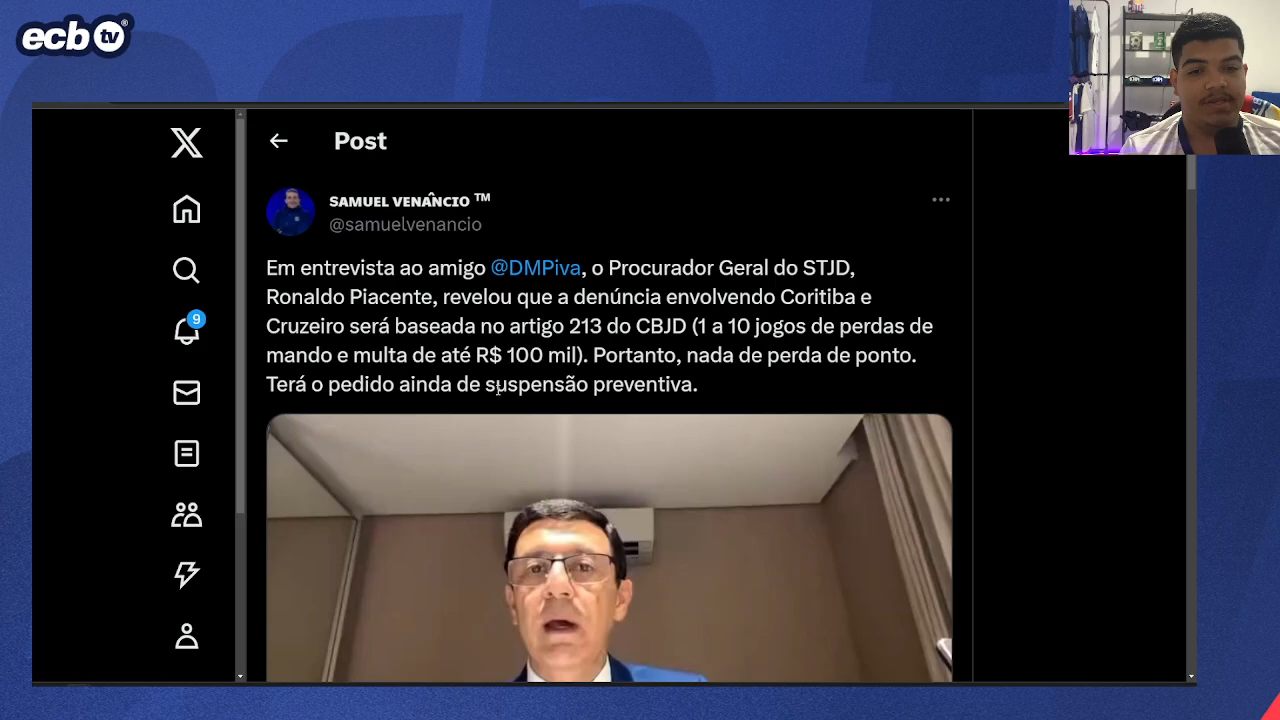 ecb tv
Post
SAMUEL VENÂNCIO ™
@samuelvenancio
Em entrevista ao amigo @DMPiva, o Procurador Geral do STJD,
Ronaldo Piacente, revelou que a denúncia envolvendo Coritiba e
Cruzeiro será baseada no artigo 213 do CBJD (1 a 10 jogos de perdas de
mando e multa de até R$ 100 mil). Portanto, nada de perda de ponto.
Terá o pedido ainda de suspensão preventiva.
9